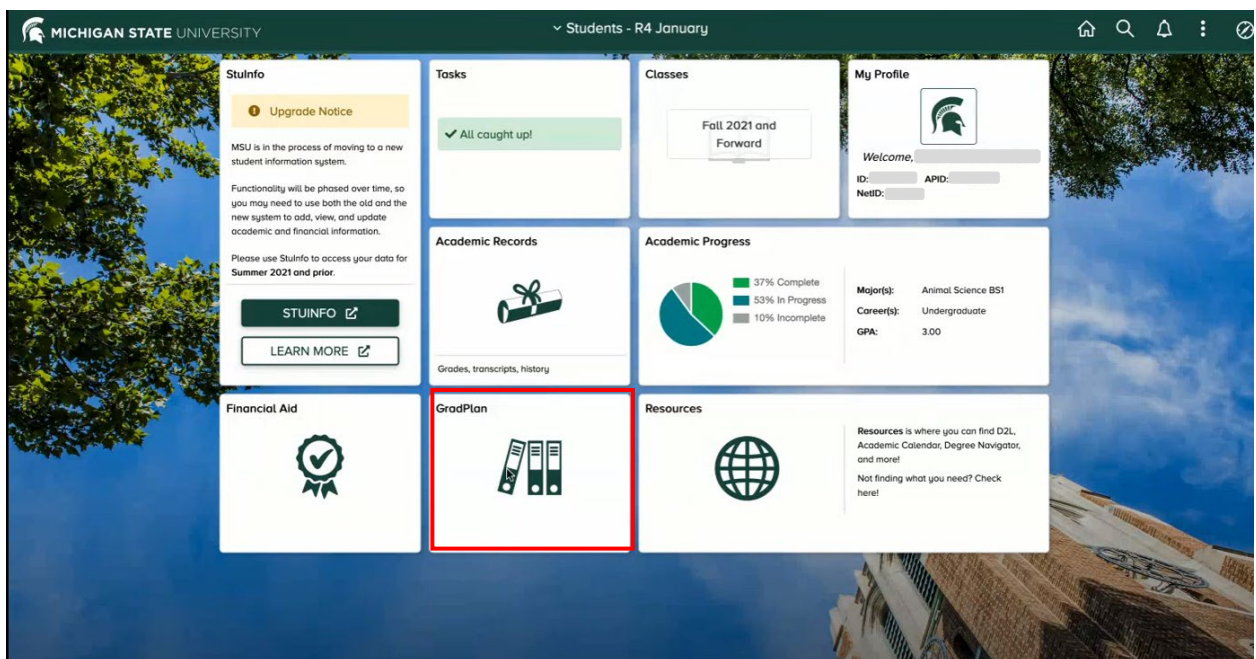 MICHIGAN STATE UNIVERSITY
Students - R4 January
StuInfo
Upgrade Notice
MSU is in the process of moving to a new
student information system.
Functionality will be phased over time, so
you may need to use both the old and the
new system to add, view, and update
academic and financial information.
Please use StuInfo to access your data for
Summer 2021 and prior.
STUINFO
LEARN MORE
Tasks
All caught up!
Classes
Fall 2021 and
Forward
My Profile
Welcome,
ID: APID:
NetID:
Academic Records
Grades, transcripts, history
Academic Progress
37% Complete
53% In Progress
10% Incomplete
Major(s): Animal Science BS1
Career(s): Undergraduate
GPA: 3.00
Financial Aid
GradPlan
Resources
Resources is where you can find D2L,
Academic Calendar, Degree Navigator,
and more!
Not finding what you need? Check
here!